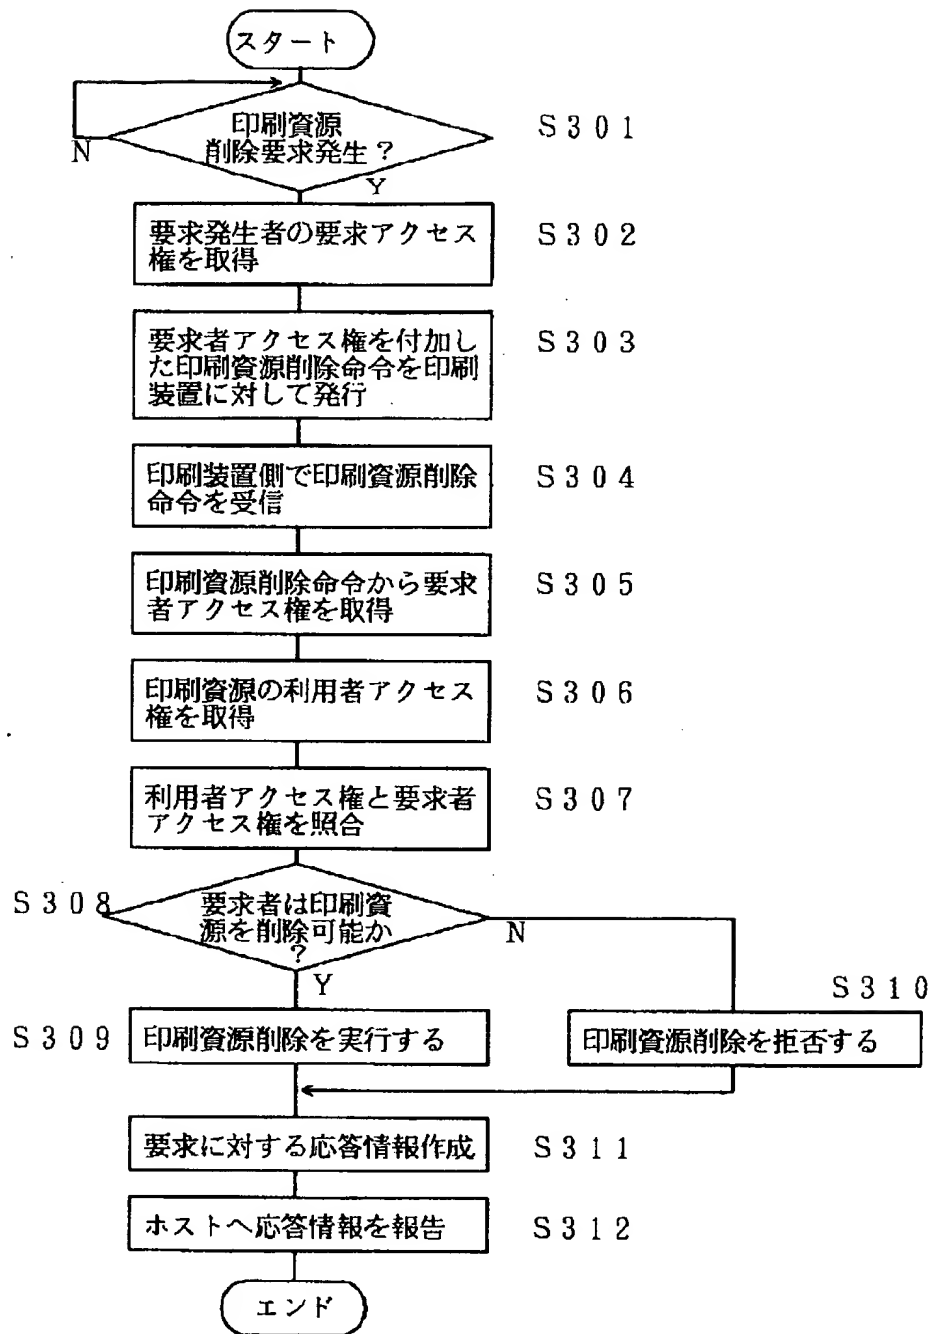 スタート
印刷資源
削除要求発生？
S301
N
Y
要求発生者の要求アクセス
権を取得
S302
要求者アクセス権を付加し
た印刷資源削除命令を印刷
装置に対して発行
S303
印刷装置側で印刷資源削除
命令を受信
S304
印刷資源削除命令から要求
者アクセス権を取得
S305
印刷資源の利用者アクセス
権を取得
S306
利用者アクセス権と要求者
アクセス権を照合
S307
S308
要求者は印刷資
源を削除可能か
？
N
Y
S310
S309
印刷資源削除を実行する
印刷資源削除を拒否する
要求に対する応答情報作成
S311
ホストへ応答情報を報告
S312
エンド